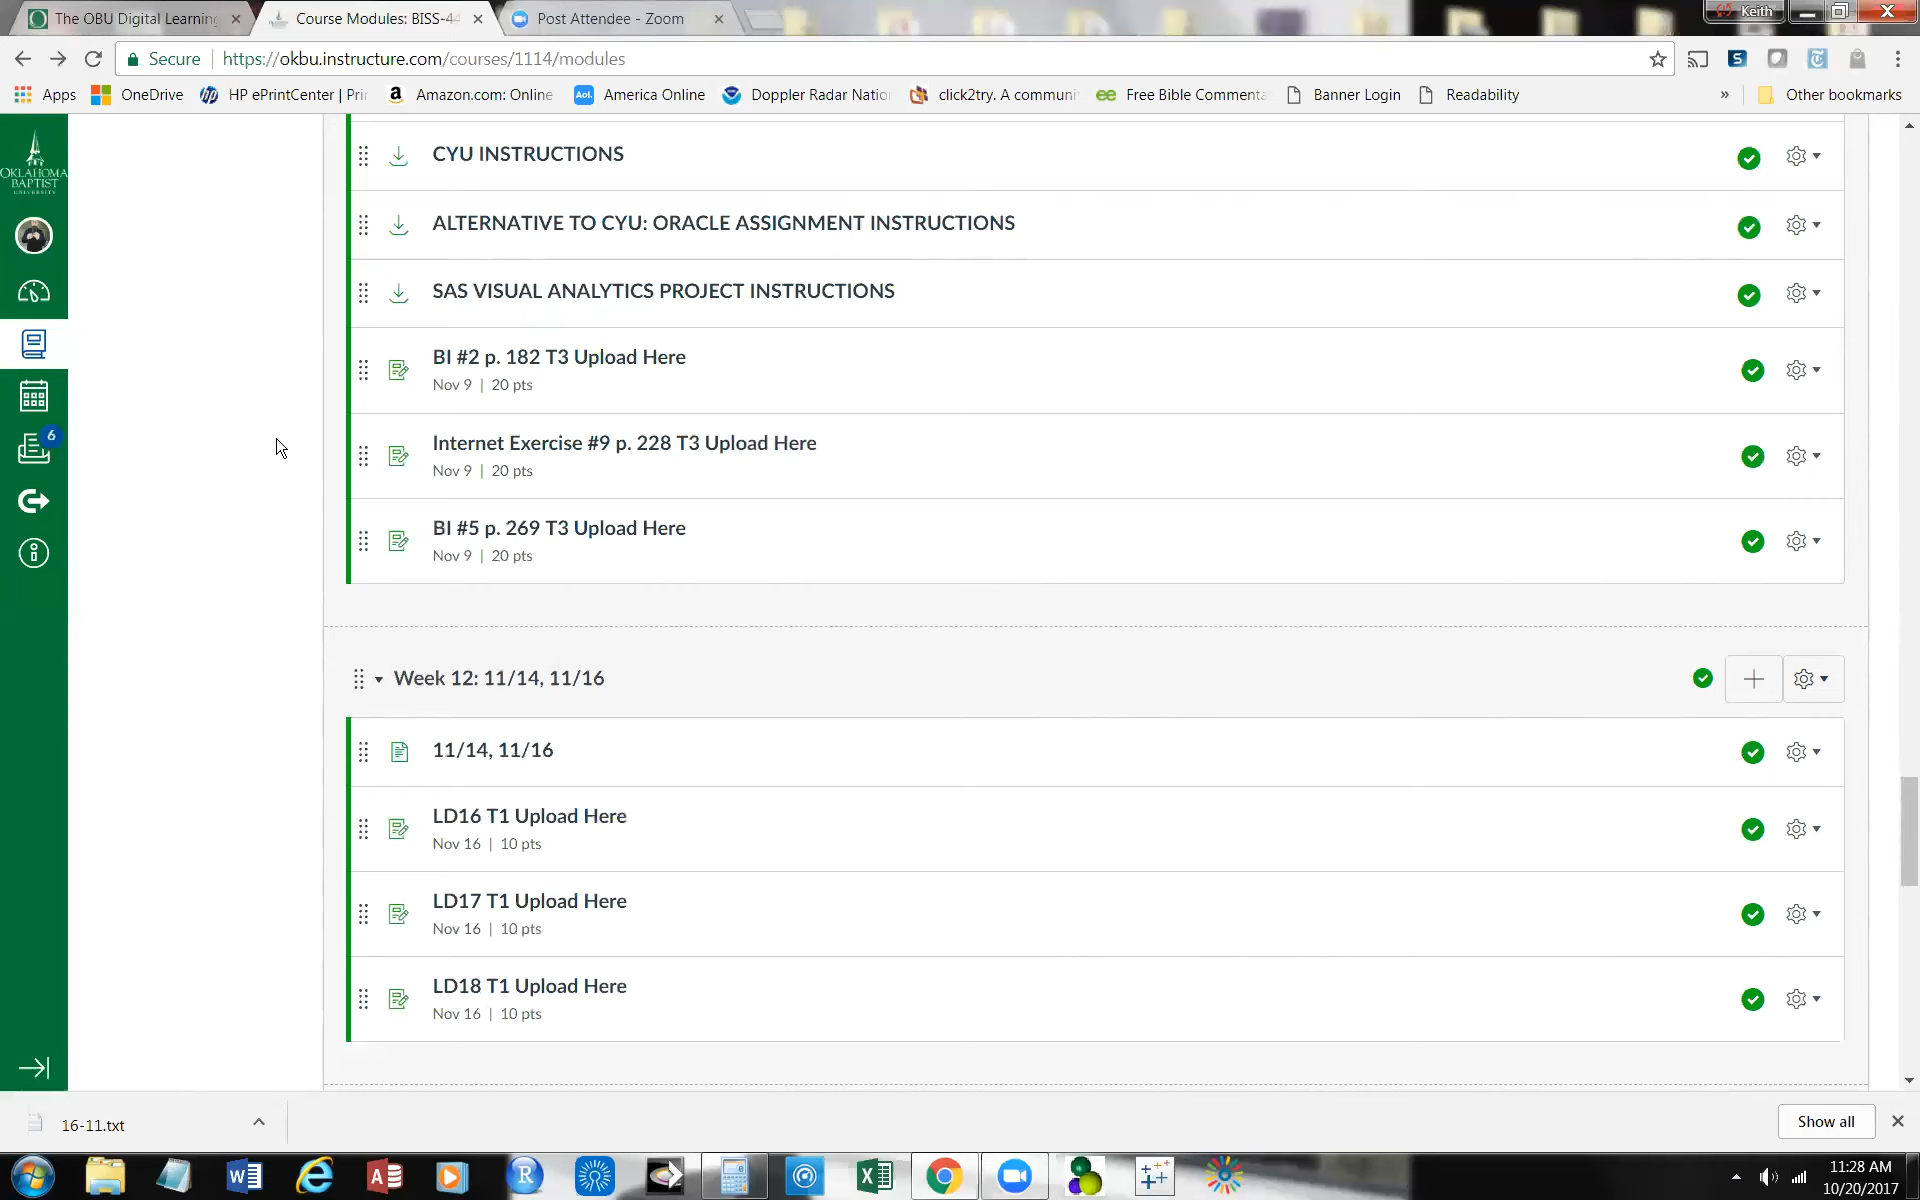 The OBU Digital Learning
Course Modules: BISS-44
Post Attendee - Zoom
Keith
Secure
https://okbu.instructure.com/courses/1114/modules
Apps
OneDrive
HP ePrintCenter | Pri
Amazon.com: Online
America Online
Doppler Radar Natio
click2try. A communi
Free Bible Commenta
Banner Login
Readability
»
Other bookmarks
OKLAHOMA
BAPTIST
UNIVERSITY
6
CYU INSTRUCTIONS
ALTERNATIVE TO CYU: ORACLE ASSIGNMENT INSTRUCTIONS
SAS VISUAL ANALYTICS PROJECT INSTRUCTIONS
BI #2 p. 182 T3 Upload Here
Nov 9 | 20 pts
Internet Exercise #9 p. 228 T3 Upload Here
Nov 9 | 20 pts
BI #5 p. 269 T3 Upload Here
Nov 9 | 20 pts
Week 12: 11/14, 11/16
11/14, 11/16
LD16 T1 Upload Here
Nov 16 | 10 pts
LD17 T1 Upload Here
Nov 16 | 10 pts
LD18 T1 Upload Here
Nov 16 | 10 pts
16-11.txt
Show all
11:28 AM
10/20/2017